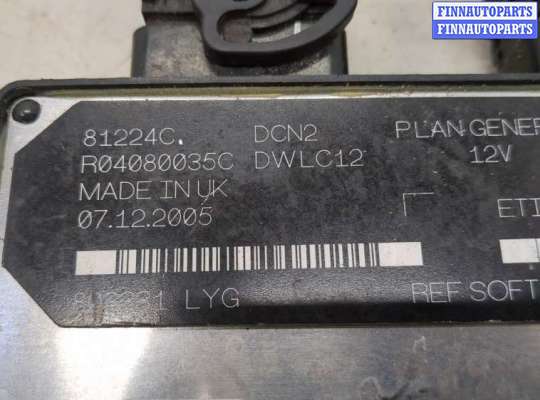 FINNAUTOPARTS
FINNAUTOPARTS
81224C. DCN2 PLAN GENER
R04080035C DWLC12 12V
MADE IN UK
07.12.2005
ETI
LYG REF SOFT